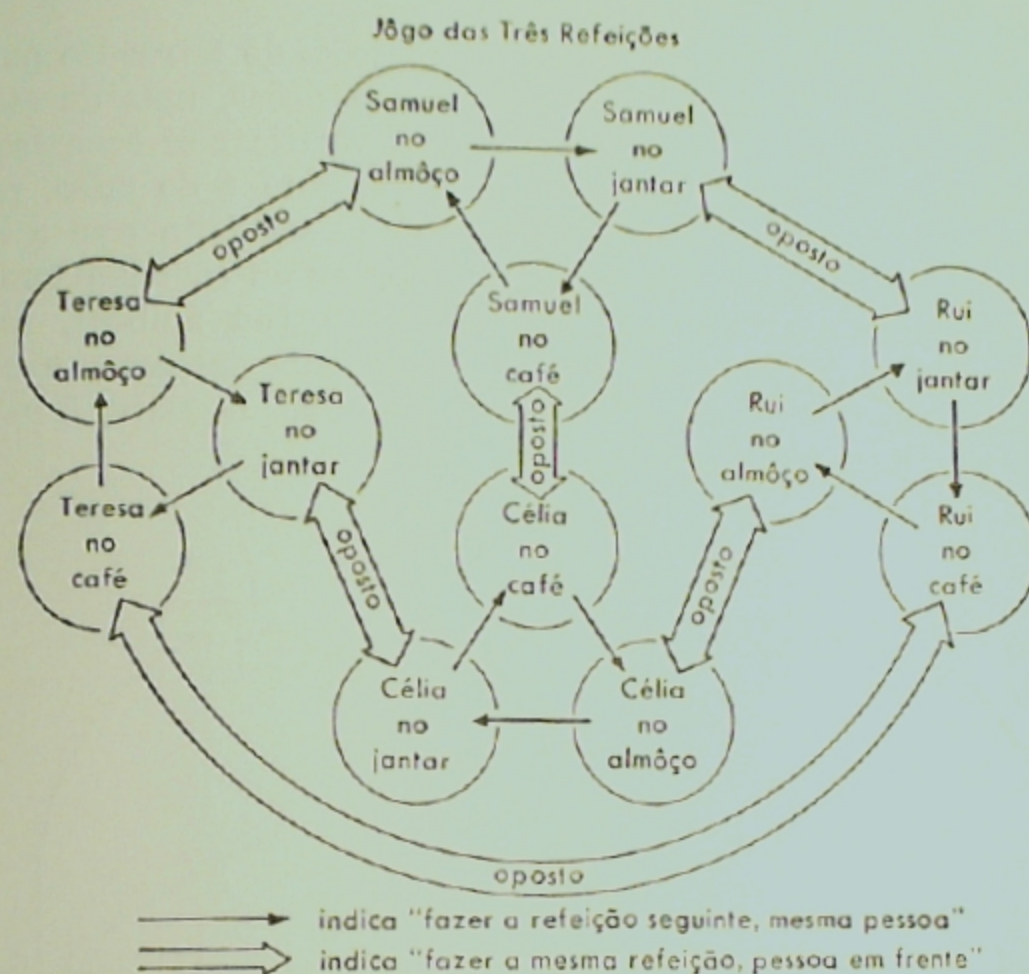 Jôgo das Três Refeições
Samuel
no
almôço
Samuel
no
jantar
oposto
oposto
Teresa
no
almôço
Samuel
no
café
Rui
no
jantar
Teresa
no
jantar
Rui
no
almôço
oposto
Teresa
no
café
Célia
no
café
Rui
no
café
oposto
oposto
Célia
no
jantar
Célia
no
almôço
oposto
indica "fazer a refeição seguinte, mesma pessoa"
indica "fazer a mesma refeição, pessoa em frente"